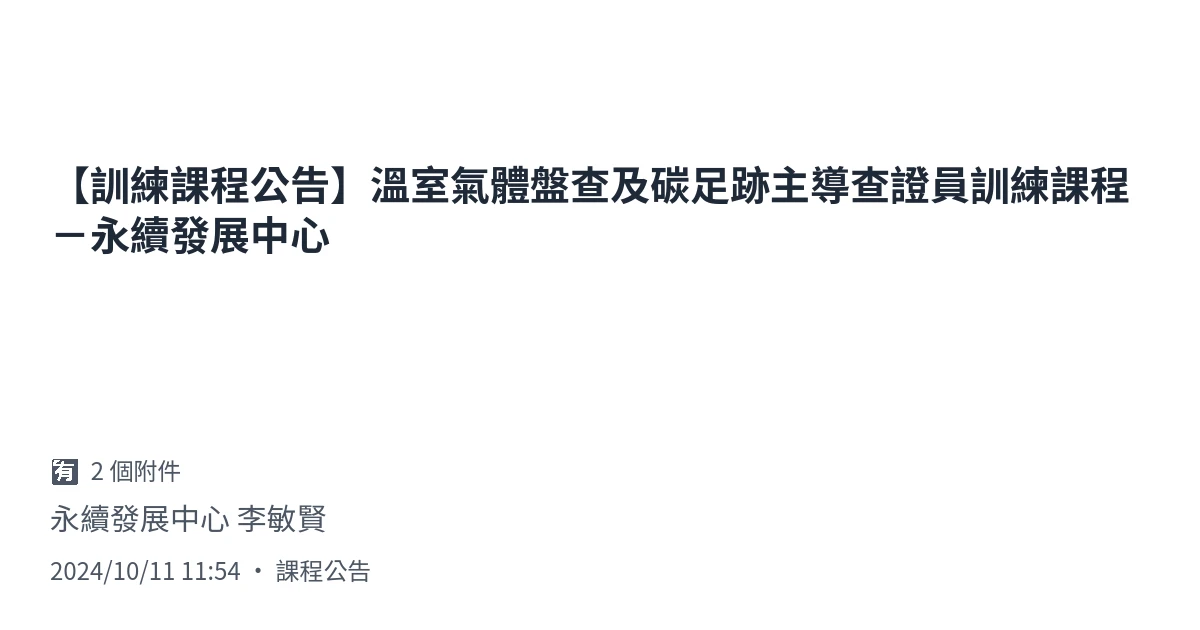 【訓練課程公告】溫室氣體盤查及碳足跡主導查證員訓練課程
－永續發展中心
有 2 個附件
永續發展中心 李敏賢
2024/10/11 11:54 • 課程公告